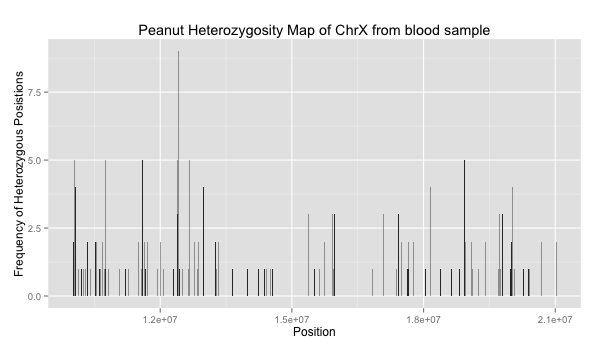 Peanut Heterozygosity Map of ChrX from blood sample
Frequency of Heterozygous Posistions
7.5
5.0
2.5
0.0
1.2e+07 1.5e+07 1.8e+07 2.1e+07
Position